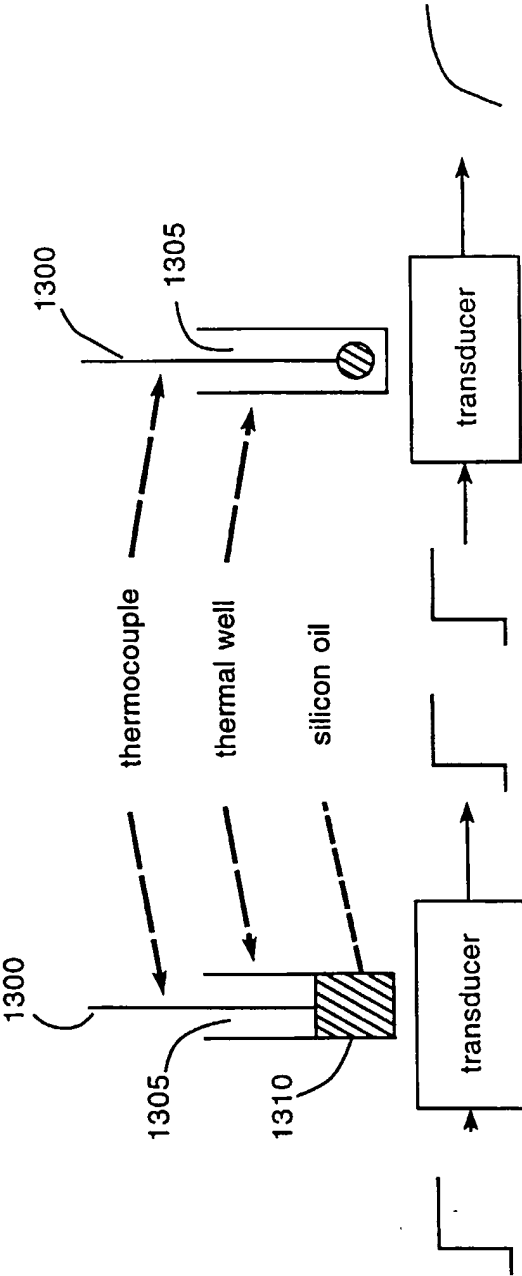 1300
1300
1305
1305
1310
thermocouple
thermal well
silicon oil
transducer
transducer